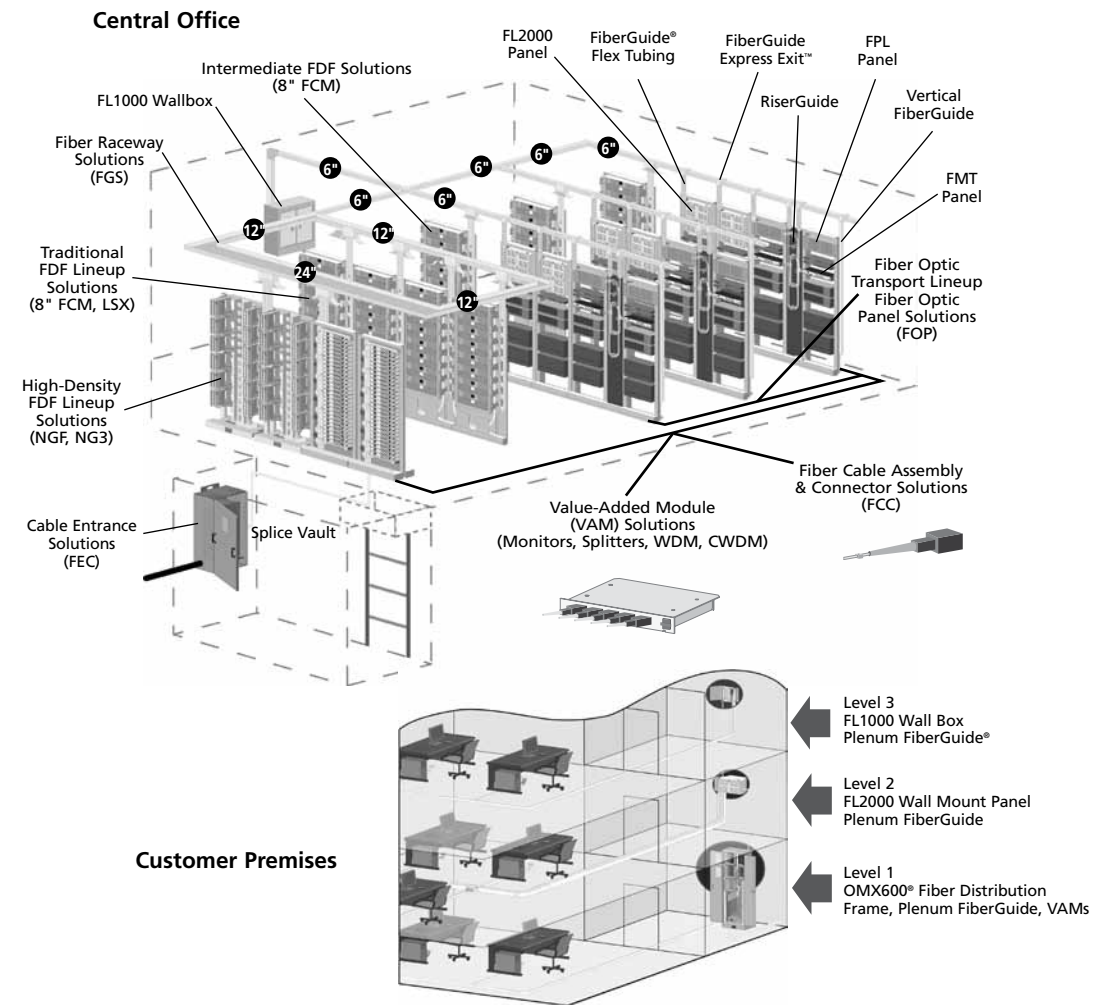 Central Office
FL2000
Panel
FiberGuide®
Flex Tubing
FiberGuide
Express Exit™
FPL
Panel
Intermediate FDF Solutions
(8" FCM)
RiserGuide
Vertical
FiberGuide
FL1000 Wallbox
Fiber Raceway
Solutions
(FGS)
FMT
Panel
6"
6"
6"
6"
6"
6"
12"
12"
24"
12"
Traditional
FDF Lineup
Solutions
(8" FCM, LSX)
Fiber Optic
Transport Lineup
Fiber Optic
Panel Solutions
(FOP)
High-Density
FDF Lineup
Solutions
(NGF, NG3)
Fiber Cable Assembly
& Connector Solutions
(FCC)
Value-Added Module
(VAM) Solutions
(Monitors, Splitters, WDM, CWDM)
Cable Entrance
Solutions
(FEC)
Splice Vault
Level 3
FL1000 Wall Box
Plenum FiberGuide®
Level 2
FL2000 Wall Mount Panel
Plenum FiberGuide
Customer Premises
Level 1
OMX600® Fiber Distribution
Frame, Plenum FiberGuide, VAMs